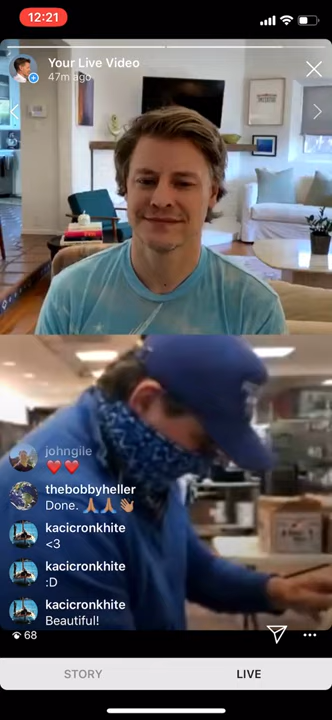 12:21
Your Live Video
47m ago
johngile
❤️❤️
thebobbyheller
Done. 🙏🏽🙏🏽👋🏽
kacicronkhite
<3
kacicronkhite
:D
kacicronkhite
Beautiful!
68
STORY
LIVE